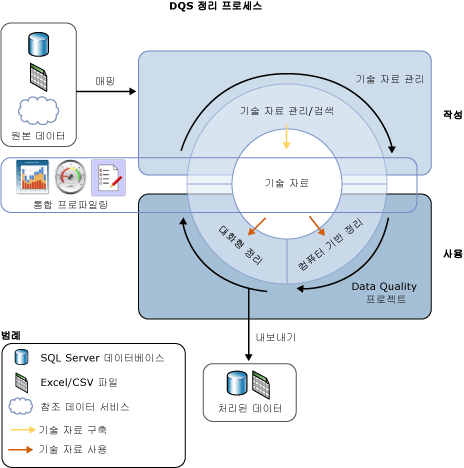 DQS 정리 프로세스
매핑
원본 데이터
기술 자료 관리
기술 자료 관리/검색
작성
기술 자료
통합 프로파일링
대화형 정리
컴퓨터 기반 정리
사용
Data Quality
프로젝트
내보내기
처리된 데이터
범례
SQL Server 데이터베이스
Excel/CSV 파일
참조 데이터 서비스
기술 자료 구축
기술 자료 사용